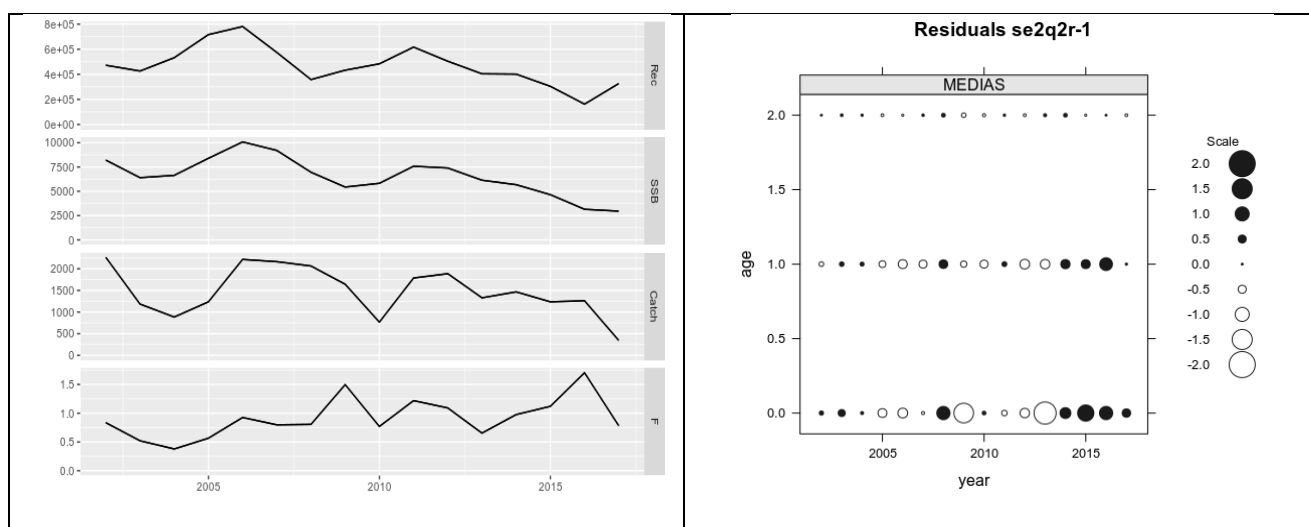 8e+05
6e+05
4e+05
2e+05
0e+00
Rec
10000
7500
5000
2500
0
SSB
2000
1500
1000
500
0
Catch
1.5
1.0
0.5
0.0
F
2005
2010
2015
Residuals se2q2r-1
MEDIAS
2.0
1.5
1.0
0.5
0.0
age
2005
2010
2015
year
Scale
2.0
1.5
1.0
0.5
0.0
-0.5
-1.0
-1.5
-2.0